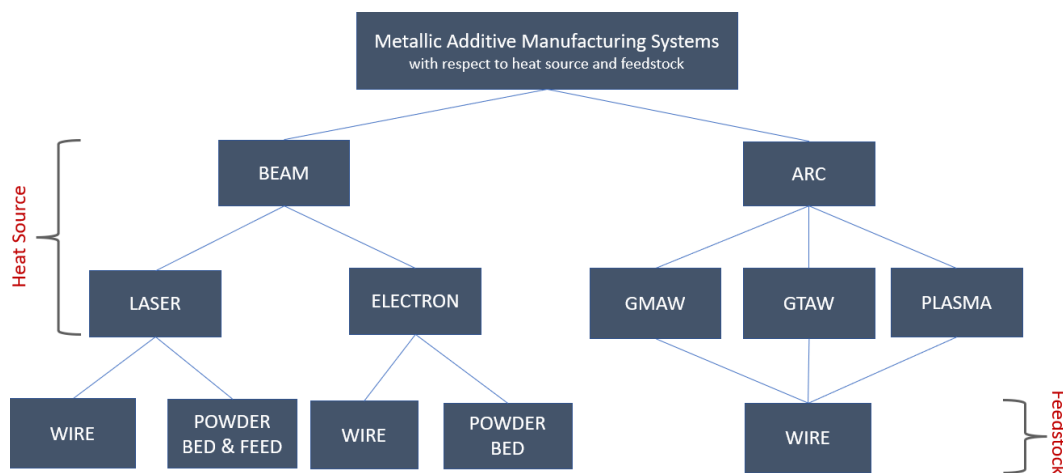 Metallic Additive Manufacturing Systems
with respect to heat source and feedstock
Heat Source
BEAM
ARC
LASER
ELECTRON
GMAW
GTAW
PLASMA
WIRE
POWDER
BED & FEED
WIRE
POWDER
BED
WIRE
Feedstock